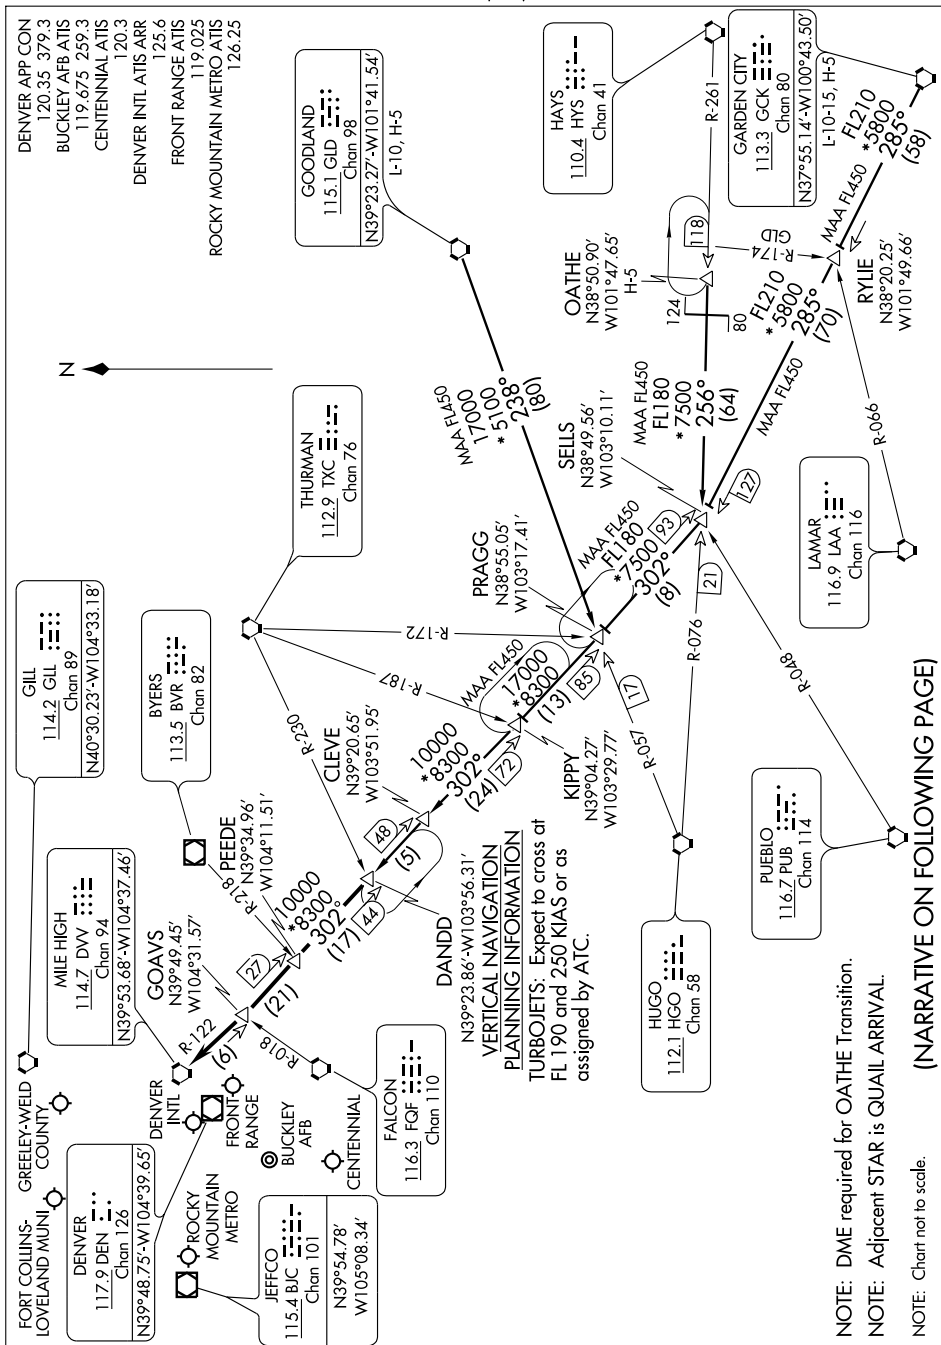 DENVER APP CON
120.35 379.3
BUCKLEY AFB ATIS
119.675 259.3
CENTENNIAL ATIS
120.3
DENVER INTL ATIS ARR
125.6
FRONT RANGE ATIS
119.025
ROCKY MOUNTAIN METRO ATIS
126.25
GOODLAND
115.1 GLD
Chan 98
N39°23.27'-W101°41.54'
L-10, H-5
HAYS
110.4 HYS
Chan 41
R-261
GARDEN CITY
113.3 GCK
Chan 80
N37°55.14'-W100°43.50'
L-10-15, H-5
FL210
*5800
285°
(58)
MAA FL450
RYLIE
N38°20.25'
W101°49.66'
R-174
GLD
118
OATHE
N38°50.90'
W101°47.65'
H-5
124
80
FL210
*5800
285°
(70)
MAA FL450
MAA FL450
FL180
*7500
256°
(64)
R-066
LAMAR
116.9 LAA
Chan 116
N
MAA FL450
17000
*5100
238°
(80)
SELLS
N38°49.56'
W103°10.11'
127
93
MAA FL450
FL180
*7500
302°
(8)
21
R-076
R-048
PRAGG
N38°55.05'
W103°17.41'
THURMAN
112.9 TXC
Chan 76
R-172
R-187
R-230
MAA FL450
17000
*8300
(13)
85
17
R-057
KIPPY
N39°04.27'
W103°29.77'
10000
*8300
302°
(24)
72
CLEVE
N39°20.65'
W103°51.95'
48
(5)
44
DANDD
N39°23.86'-W103°56.31'
GILL
114.2 GLL
Chan 89
N40°30.23'-W104°33.18'
BYERS
113.5 BVR
Chan 82
R-218
PEEDE
N39°34.96'
W104°11.51'
10000
*8300
302°
(17)
27
(21)
MILE HIGH
114.7 DVV
Chan 94
N39°53.68'-W104°37.46'
GOAVS
N39°49.45'
W104°31.57'
R-122
(6)
R-018
VERTICAL NAVIGATION
PLANNING INFORMATION
TURBOJETS: Expect to cross at
FL190 and 250 KIAS or as
assigned by ATC.
HUGO
112.1 HGO
Chan 58
PUEBLO
116.7 PUB
Chan 114
FALCON
116.3 FQF
Chan 110
FORT COLLINS-
LOVELAND MUNI
GREELEY-WELD
COUNTY
DENVER
INTL
FRONT
RANGE
BUCKLEY
AFB
CENTENNIAL
DENVER
117.9 DEN
Chan 126
N39°48.75'-W104°39.65'
ROCKY
MOUNTAIN
METRO
JEFFCO
115.4 BJC
Chan 101
N39°54.78'
W105°08.34'
NOTE: DME required for OATHE Transition.
NOTE: Adjacent STAR is QUAIL ARRIVAL.
NOTE: Chart not to scale.
(NARRATIVE ON FOLLOWING PAGE)